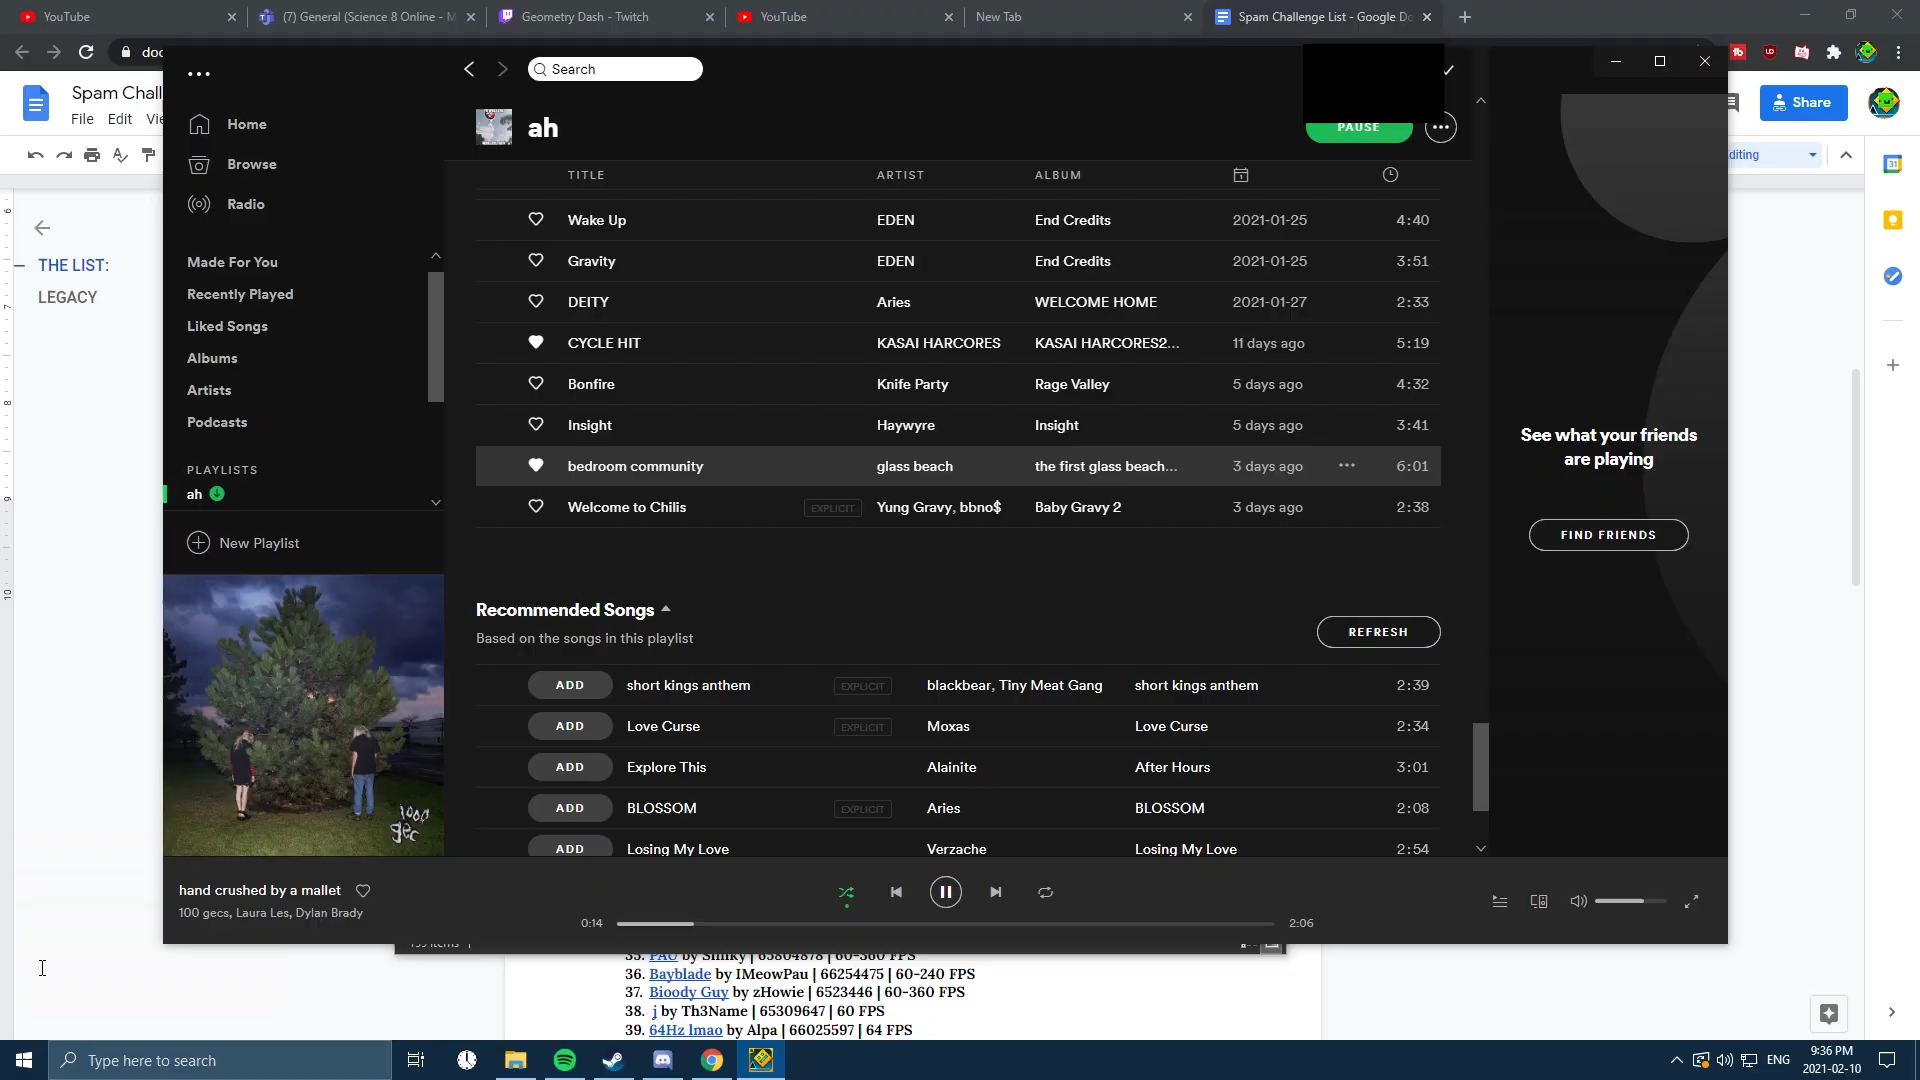 YouTube
(7) General (Science 8 Online - M
Geometry Dash - Twitch
YouTube
New Tab
Spam Challenge List - Google Do
doc
Search
Spam Chall
File Edit Vie
Share
diting
Home
Browse
Radio
Made For You
Recently Played
Liked Songs
Albums
Artists
Podcasts
PLAYLISTS
ah
New Playlist
THE LIST:
LEGACY
ah
PAUSE
TITLE ARTIST ALBUM
Wake Up EDEN End Credits 2021-01-25 4:40
Gravity EDEN End Credits 2021-01-25 3:51
DEITY Aries WELCOME HOME 2021-01-27 2:33
CYCLE HIT KASAI HARCORES KASAI HARCORES2... 11 days ago 5:19
Bonfire Knife Party Rage Valley 5 days ago 4:32
Insight Haywyre Insight 5 days ago 3:41
bedroom community glass beach the first glass beach... 3 days ago 6:01
Welcome to Chilis EXPLICIT Yung Gravy, bbno$ Baby Gravy 2 3 days ago 2:38
Recommended Songs
Based on the songs in this playlist
REFRESH
ADD short kings anthem EXPLICIT blackbear, Tiny Meat Gang short kings anthem 2:39
ADD Love Curse EXPLICIT Moxas Love Curse 2:34
ADD Explore This Alainite After Hours 3:01
ADD BLOSSOM EXPLICIT Aries BLOSSOM 2:08
ADD Losing My Love Verzache Losing My Love 2:54
See what your friends
are playing
FIND FRIENDS
1000
gec
hand crushed by a mallet
100 gecs, Laura Les, Dylan Brady
0:14
2:06
35. PAU by
| 65804878 | 60-360 FPS
36. Bayblade by IMeowPau | 66254475 | 60-240 FPS
37. Bioody Guy by zHowie | 6523446 | 60-360 FPS
38. j by Th3Name | 65309647 | 60 FPS
39. 64Hz lmao by Alpa | 66025597 | 64 FPS
Type here to search
ENG
9:36 PM
2021-02-10